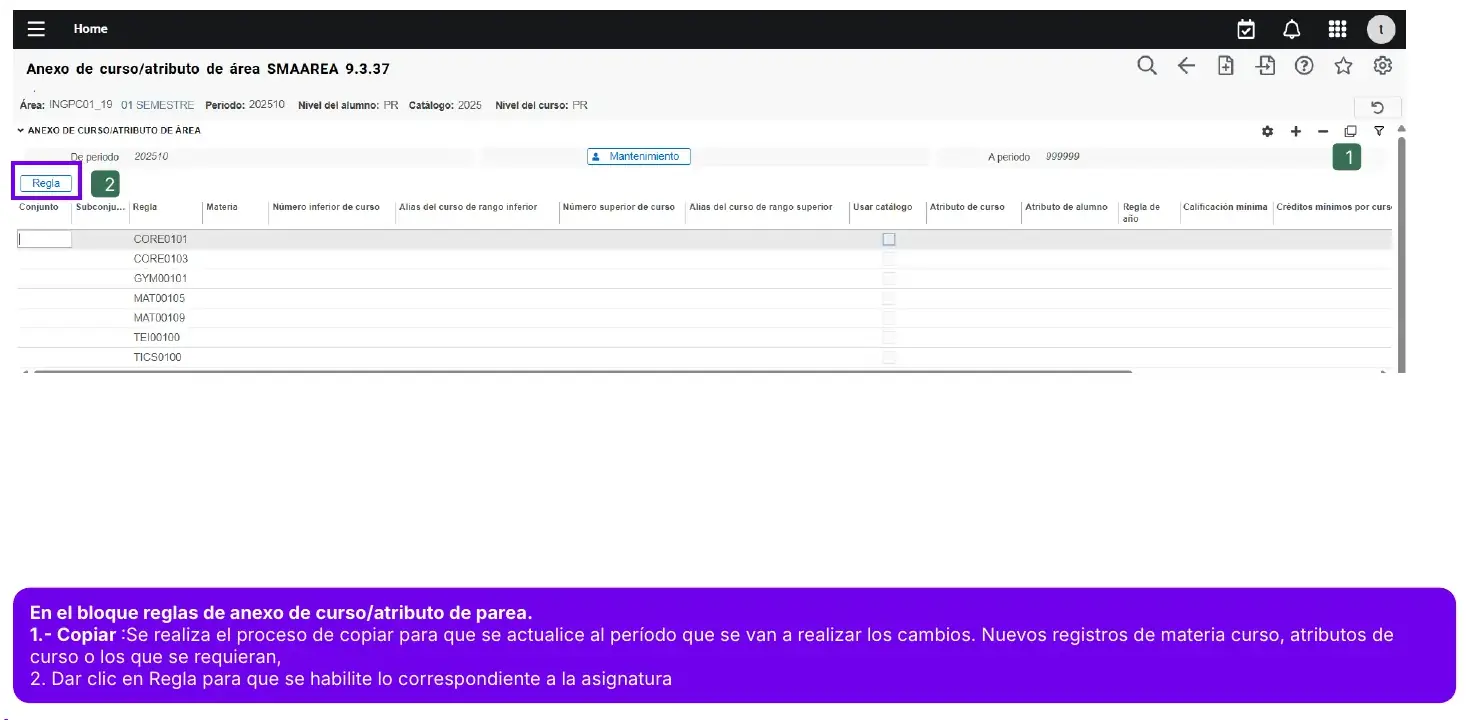 Home
t
Anexo de curso/atributo de área SMAAREA 9.3.37
Área: INGPC01_19 01 SEMESTRE Periodo: 202510 Nivel del alumno: PR Catálogo: 2025 Nivel del curso: PR
ANEXO DE CURSO/ATRIBUTO DE ÁREA
De periodo 202510 Mantenimiento A periodo 999999 1
Regla 2
Conjunto Subconju... Regla Materia Número inferior de curso Alias del curso de rango inferior Número superior de curso Alias del curso de rango superior Usar catálogo Atributo de curso Atributo de alumno Regla de Calificación mínima Créditos mínimos por curs
año
CORE0101
CORE0103
GYM00101
MAT00105
MAT00109
TEI00100
TICS0100
En el bloque reglas de anexo de curso/atributo de parea.
1.- Copiar :Se realiza el proceso de copiar para que se actualice al período que se van a realizar los cambios. Nuevos registros de materia curso, atributos de
curso o los que se requieran,
2. Dar clic en Regla para que se habilite lo correspondiente a la asignatura